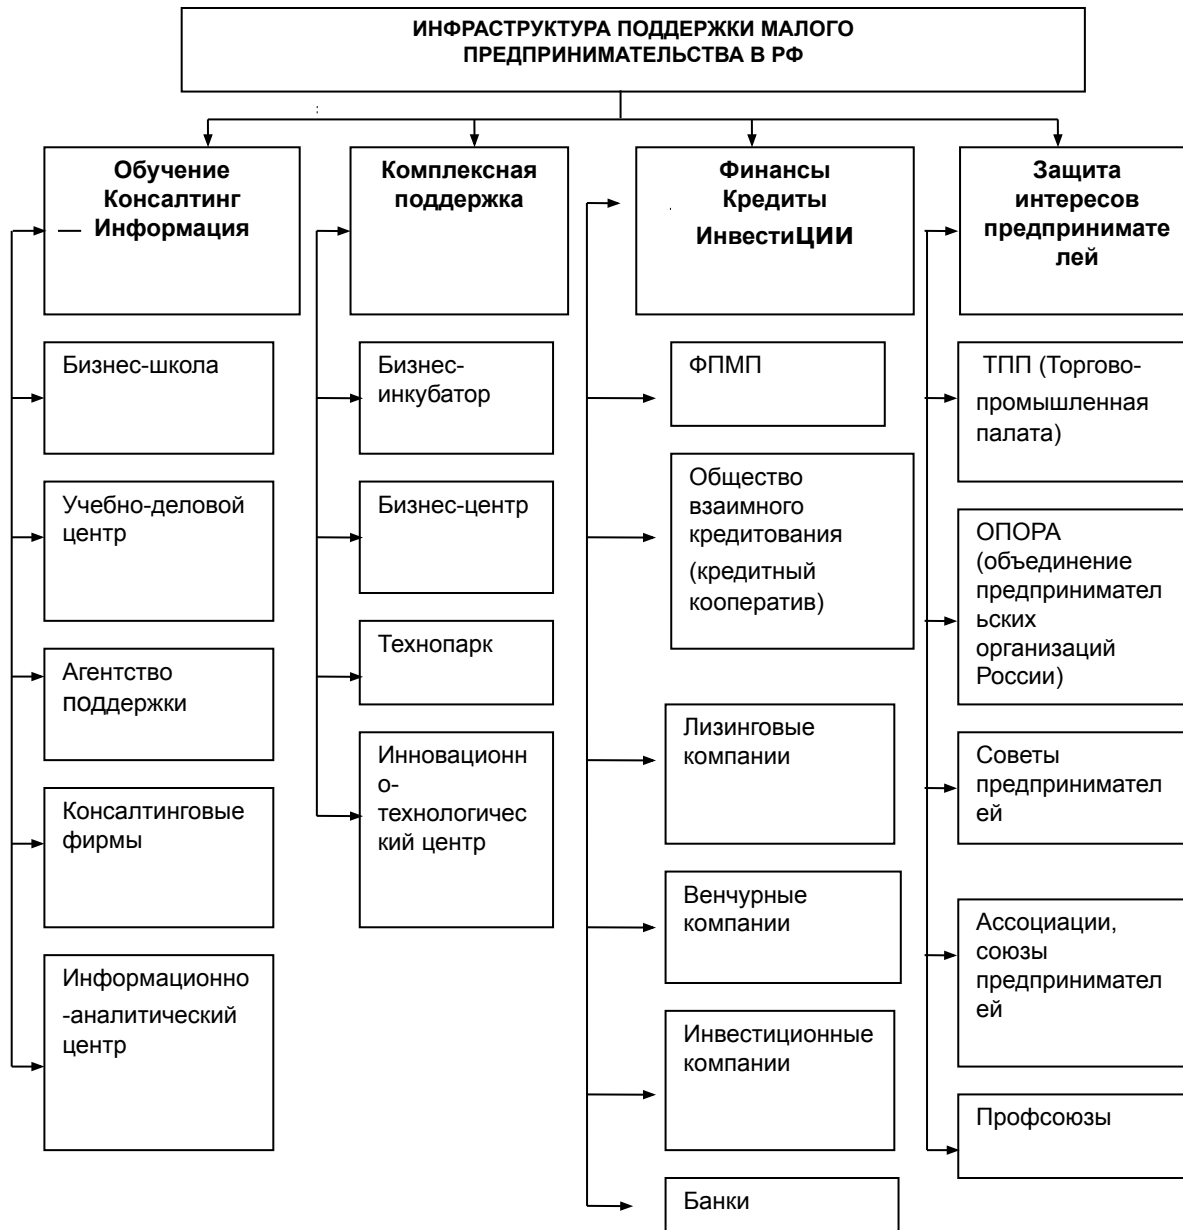 ИНФРАСТРУКТУРА ПОДДЕРЖКИ МАЛОГО
ПРЕДПРИНИМАТЕЛЬСТВА В РФ
Обучение
Консалтинг
— Информация
Бизнес-школа
Учебно-деловой
центр
Агентство
поддержки
Консалтинговые
фирмы
Информационно
-аналитический
центр
Комплексная
поддержка
Бизнес-
инкубатор
Бизнес-центр
Технопарк
Инновационн
о-
технологичес
кий центр
Финансы
Кредиты
Инвестиции
ФПМП
Общество
взаимного
кредитования
(кредитный
кооператив)
Лизинговые
компании
Венчурные
компании
Инвестиционные
компании
Банки
Защита
интересов
предпринимате
лей
ТПП (Торгово-
промышленная
палата)
ОПОРА
(объединение
предпринимател
ьских
организаций
России)
Советы
предпринимател
ей
Ассоциации,
союзы
предпринимател
ей
Профсоюзы